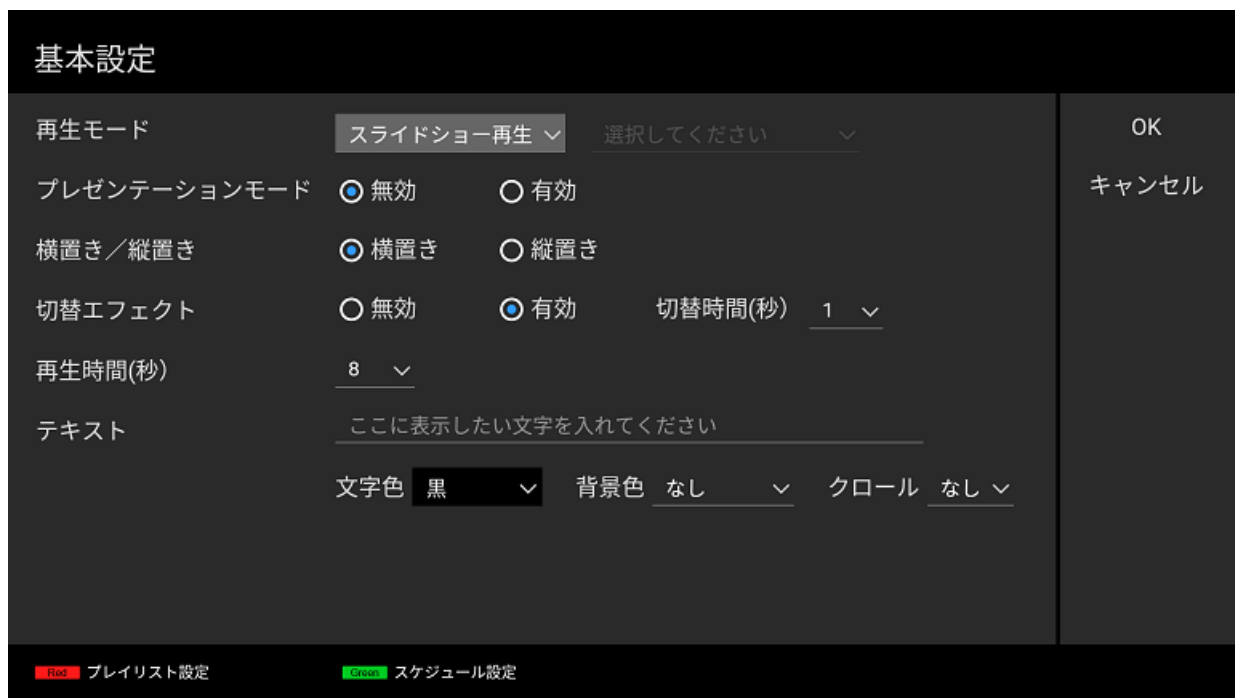 基本設定
再生モード スライドショー再生 選択してください OK
プレゼンテーションモード 無効 有効 キャンセル
横置き／縦置き 横置き 縦置き
切替エフェクト 無効 有効 切替時間(秒) 1
再生時間(秒) 8
テキスト ここに表示したい文字を入れてください
文字色 黒 背景色 なし クロール なし
Red プレイリスト設定 Green スケジュール設定